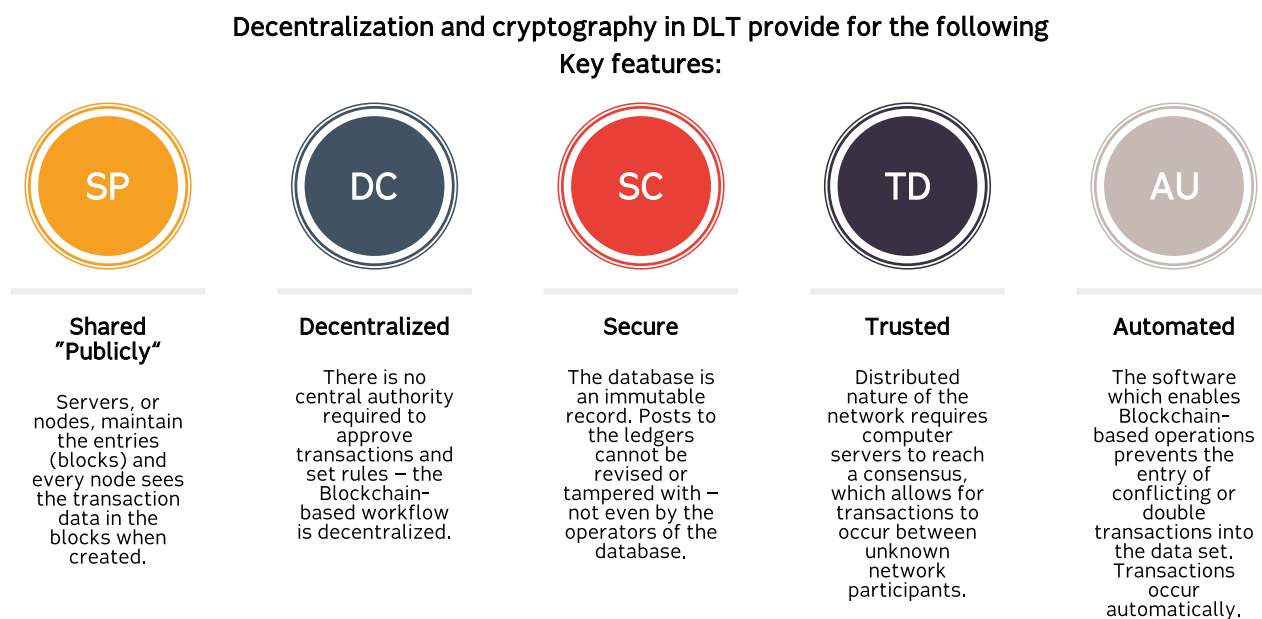 Decentralization and cryptography in DLT provide for the following
Key features:
SP
DC
SC
TD
AU
Shared
"Publicly“
Servers, or
nodes, maintain
the entries
(blocks) and
every node sees
the transaction
data in the
blocks when
created.
Decentralized
There is no
central authority
required to
approve
transactions and
set rules – the
Blockchain-
based workflow
is decentralized.
Secure
The database is
an immutable
record. Posts to
the ledgers
cannot be
revised or
tampered with –
not even by the
operators of the
database.
Trusted
Distributed
nature of the
network requires
computer
servers to reach
a consensus,
which allows for
transactions to
occur between
unknown
network
participants.
Automated
The software
which enables
Blockchain-
based operations
prevents the
entry of
conflicting or
double
transactions into
the data set.
Transactions
occur
automatically.